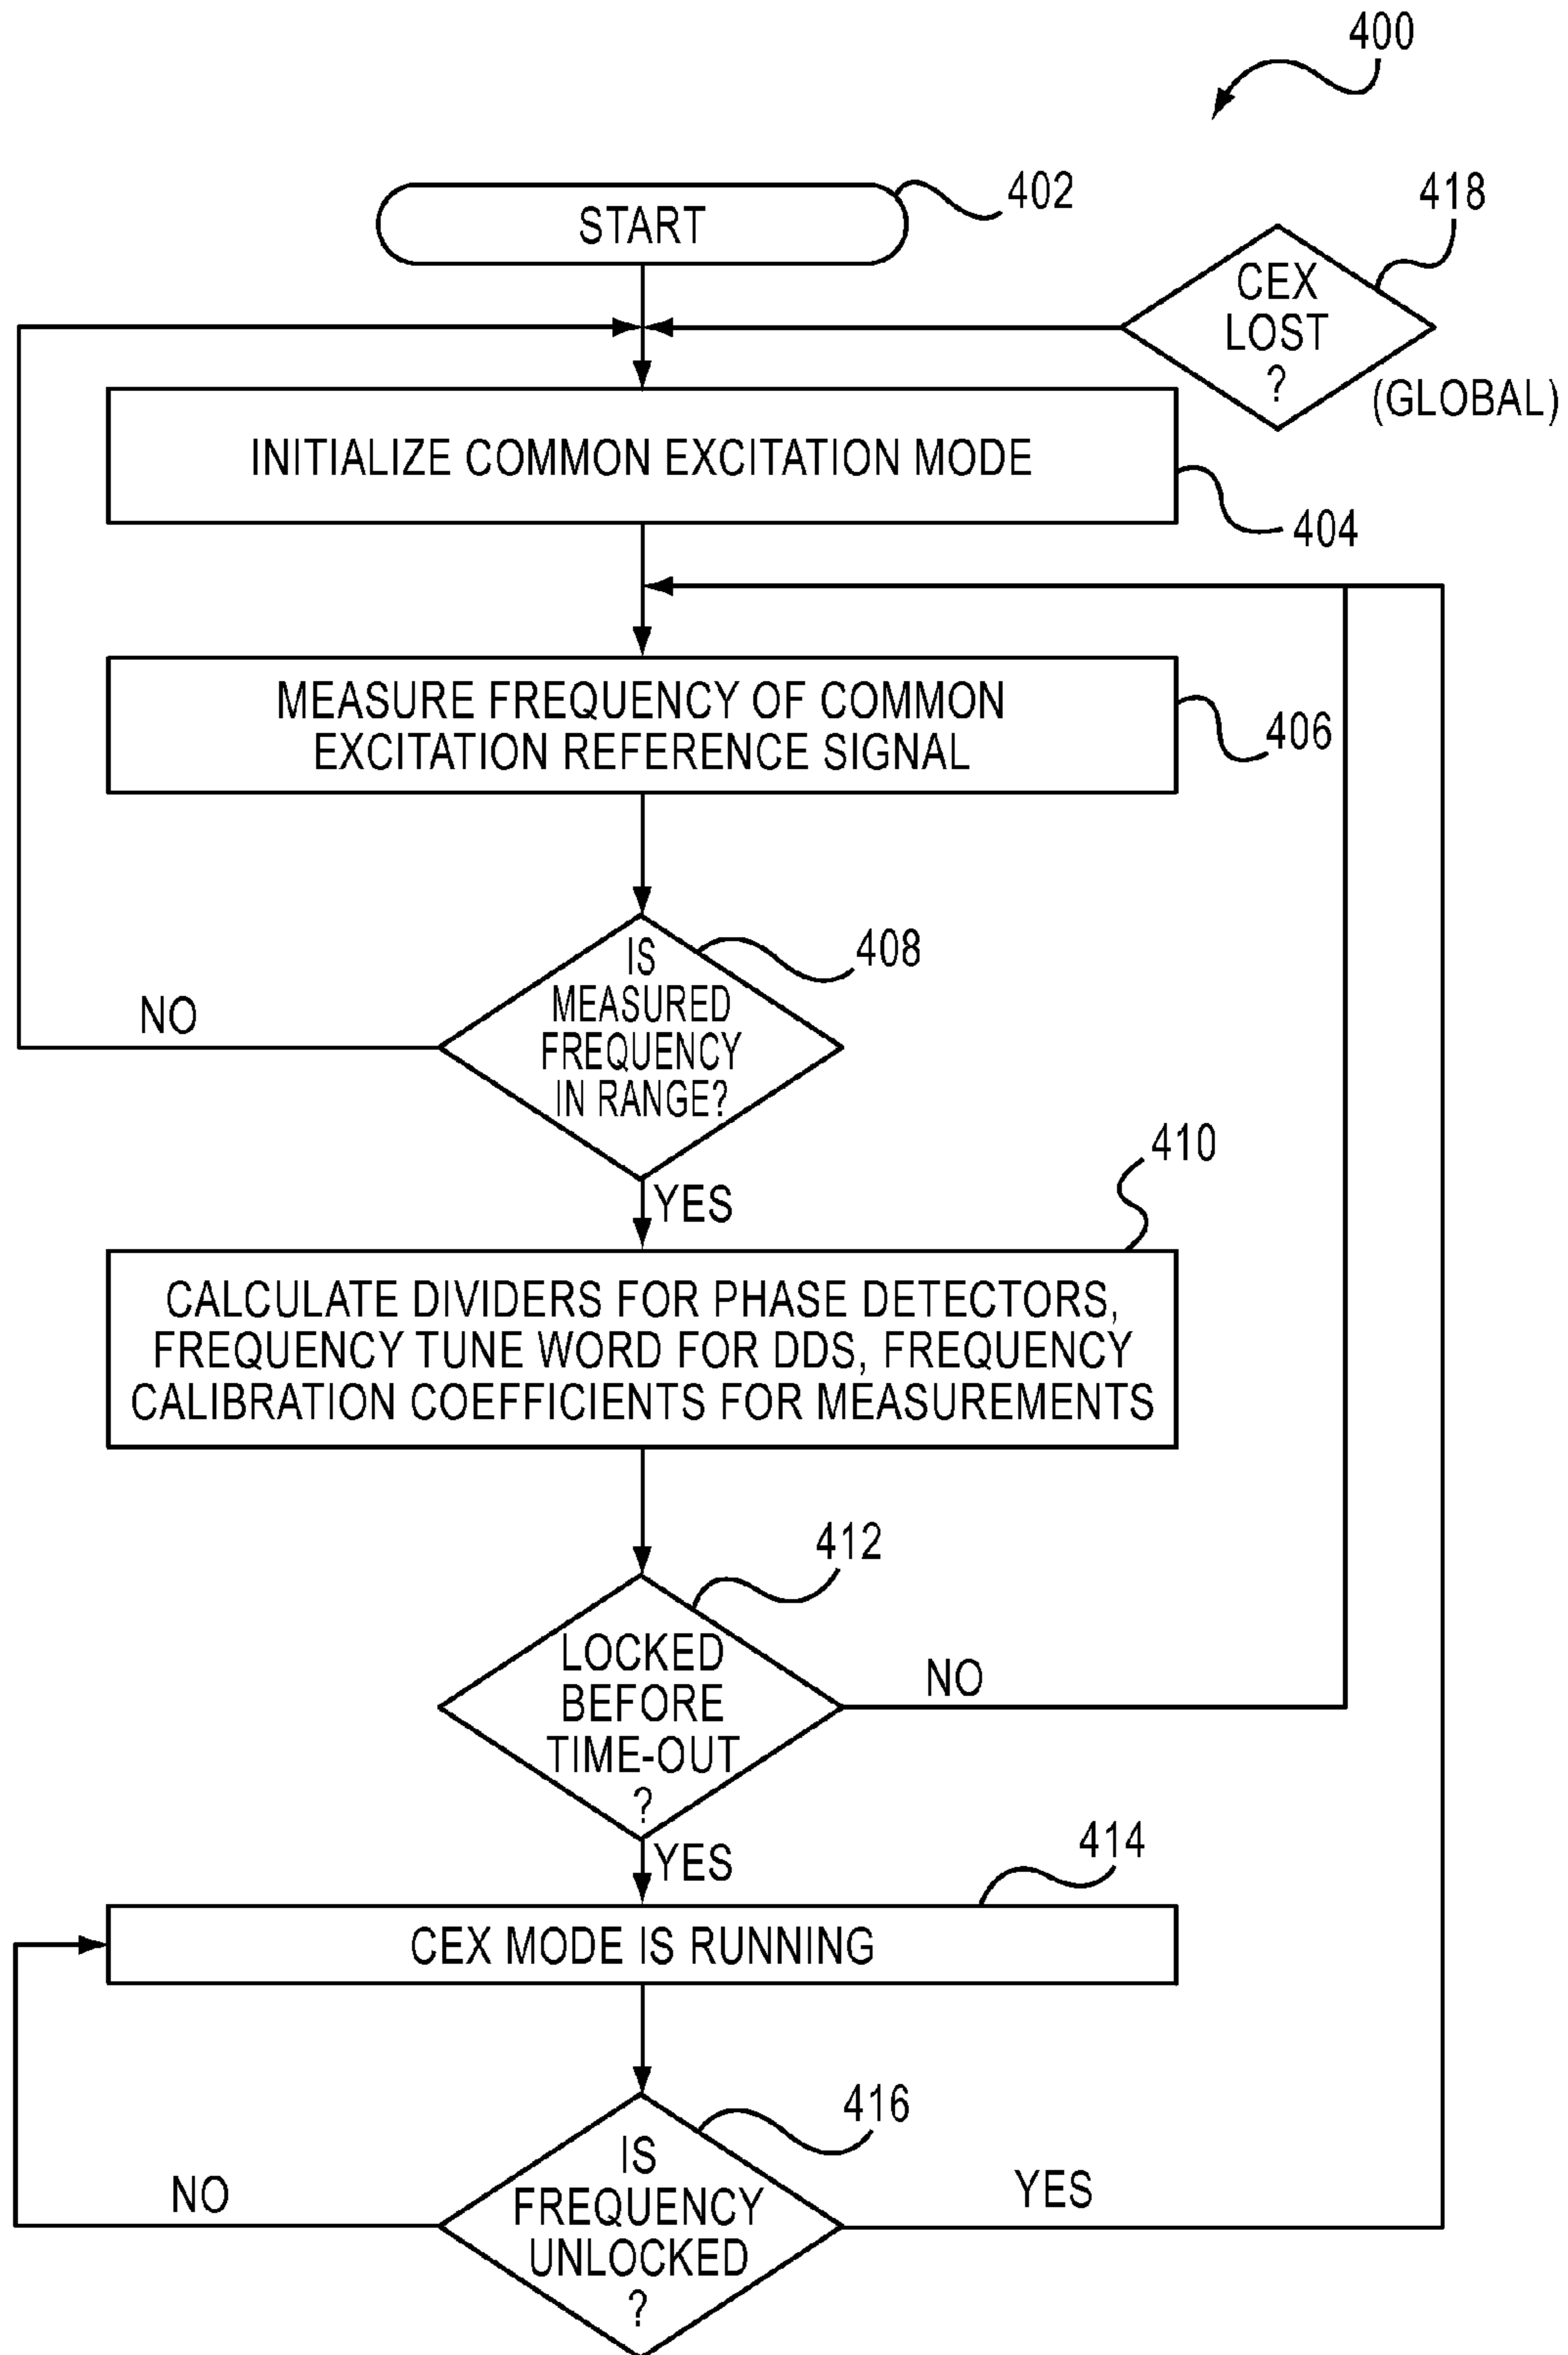 400
START
402
418
CEX
LOST
?
(GLOBAL)
INITIALIZE COMMON EXCITATION MODE
404
MEASURE FREQUENCY OF COMMON
EXCITATION REFERENCE SIGNAL
406
408
IS
MEASURED
FREQUENCY
IN RANGE?
NO
YES
410
CALCULATE DIVIDERS FOR PHASE DETECTORS,
FREQUENCY TUNE WORD FOR DDS, FREQUENCY
CALIBRATION COEFFICIENTS FOR MEASUREMENTS
412
LOCKED
BEFORE
TIME-OUT
?
NO
YES
414
CEX MODE IS RUNNING
416
IS
FREQUENCY
UNLOCKED
?
NO
YES